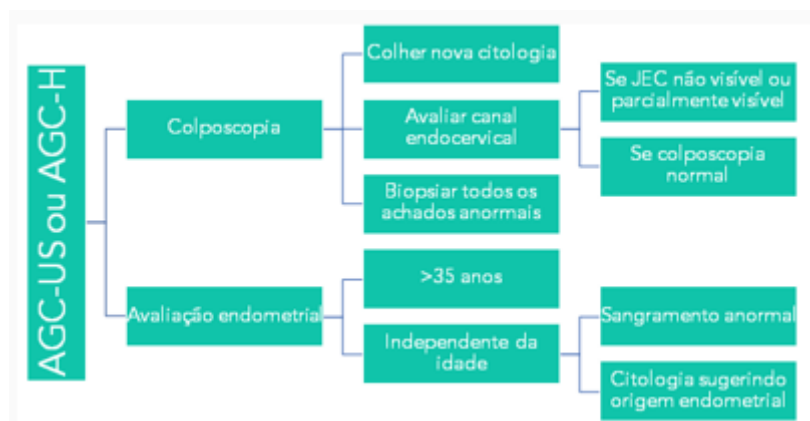 AGC-US ou AGC-H
Colposcopia
Colher nova citologia
Avaliar canal
endocervical
Se JEC não visível ou
parcialmente visível
Se colposcopia
normal
Biopsiar todos os
achados anormais
Avaliação endometrial
>35 anos
Independente da
idade
Sangramento anormal
Citologia sugerindo
origem endometrial